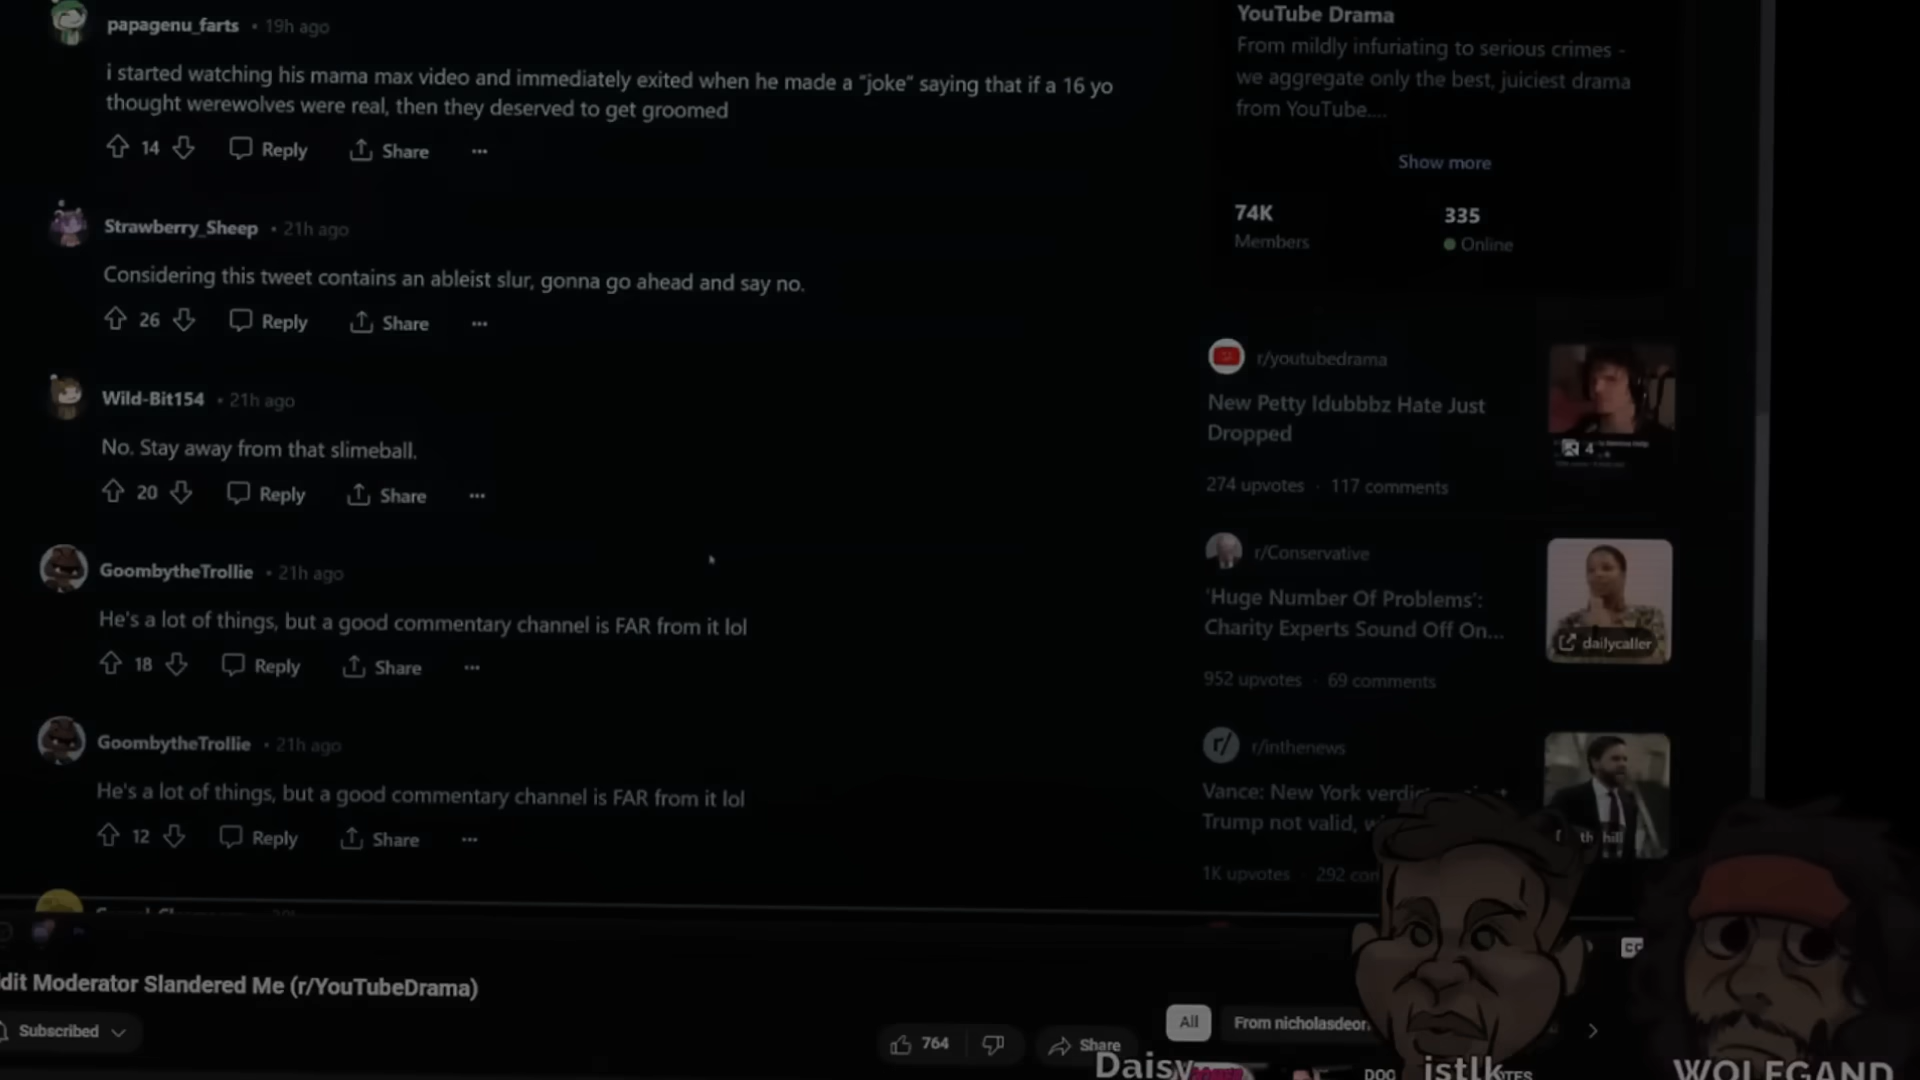 papagenu_farts • 19h ago
i started watching his mama max video and immediately exited when he made a "joke" saying that if a 16 yo
thought werewolves were real, then they deserved to get groomed
14 Reply Share ...
Strawberry_Sheep • 21h ago
Considering this tweet contains an ableist slur, gonna go ahead and say no.
26 Reply Share ...
Wild-Bit154 • 21h ago
No. Stay away from that slimeball.
20 Reply Share ...
GoombytheTrollie • 21h ago
He's a lot of things, but a good commentary channel is FAR from it lol
18 Reply Share ...
GoombytheTrollie • 21h ago
He's a lot of things, but a good commentary channel is FAR from it lol
12 Reply Share ...
YouTube Drama
From mildly infuriating to serious crimes -
we aggregate only the best, juiciest drama
from YouTube....
Show more
74K 335
Members Online
r/youtubedrama
New Petty Idubbbz Hate Just
Dropped
4
274 upvotes · 117 comments
r/Conservative
'Huge Number Of Problems':
Charity Experts Sound Off On...
dailycaller
952 upvotes · 69 comments
r/ r/inthenews
Vance: New York
Trump not valid,
1K upvotes · 292
dit Moderator Slandered Me (r/YouTubeDrama)
Subscribed
764 Share
All From nicholasdeor
CC
Daisy istlk WOLFGAND